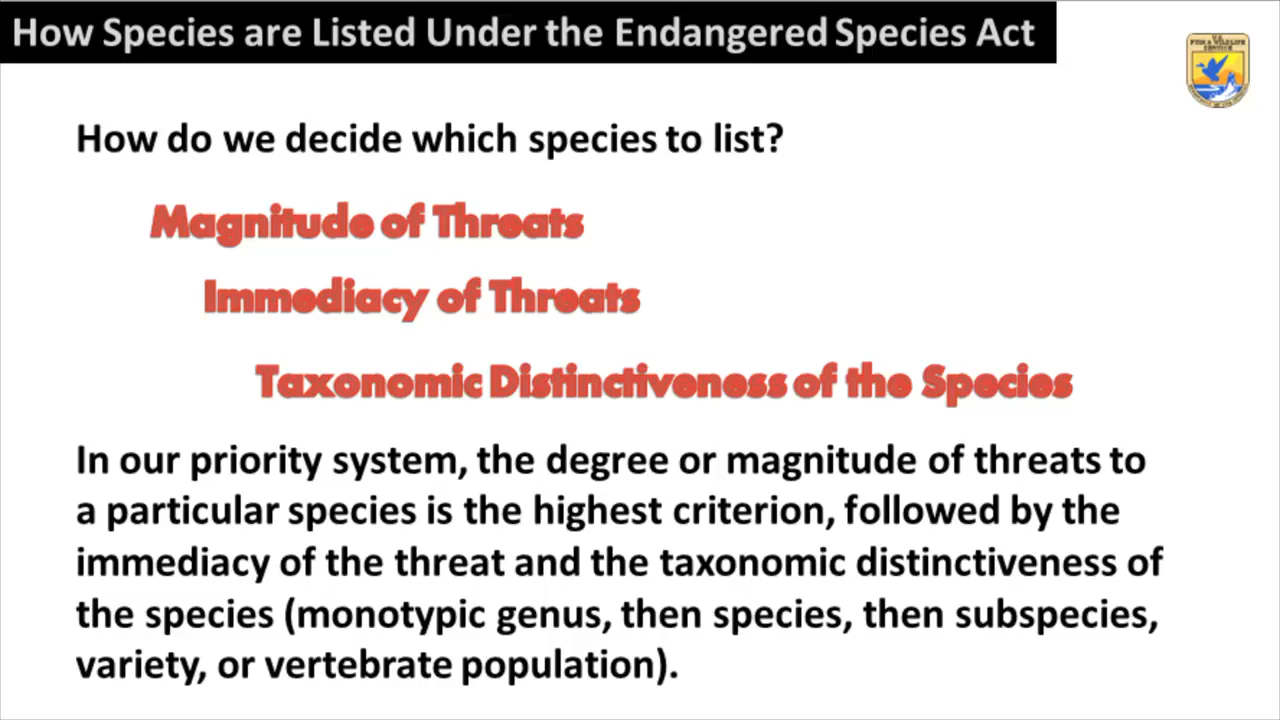 How Species are Listed Under the Endangered Species Act
U.S.
FISH & WILDLIFE
SERVICE
How do we decide which species to list?
Magnitude of Threats
Immediacy of Threats
Taxonomic Distinctiveness of the Species
In our priority system, the degree or magnitude of threats to
a particular species is the highest criterion, followed by the
immediacy of the threat and the taxonomic distinctiveness of
the species (monotypic genus, then species, then subspecies,
variety, or vertebrate population).